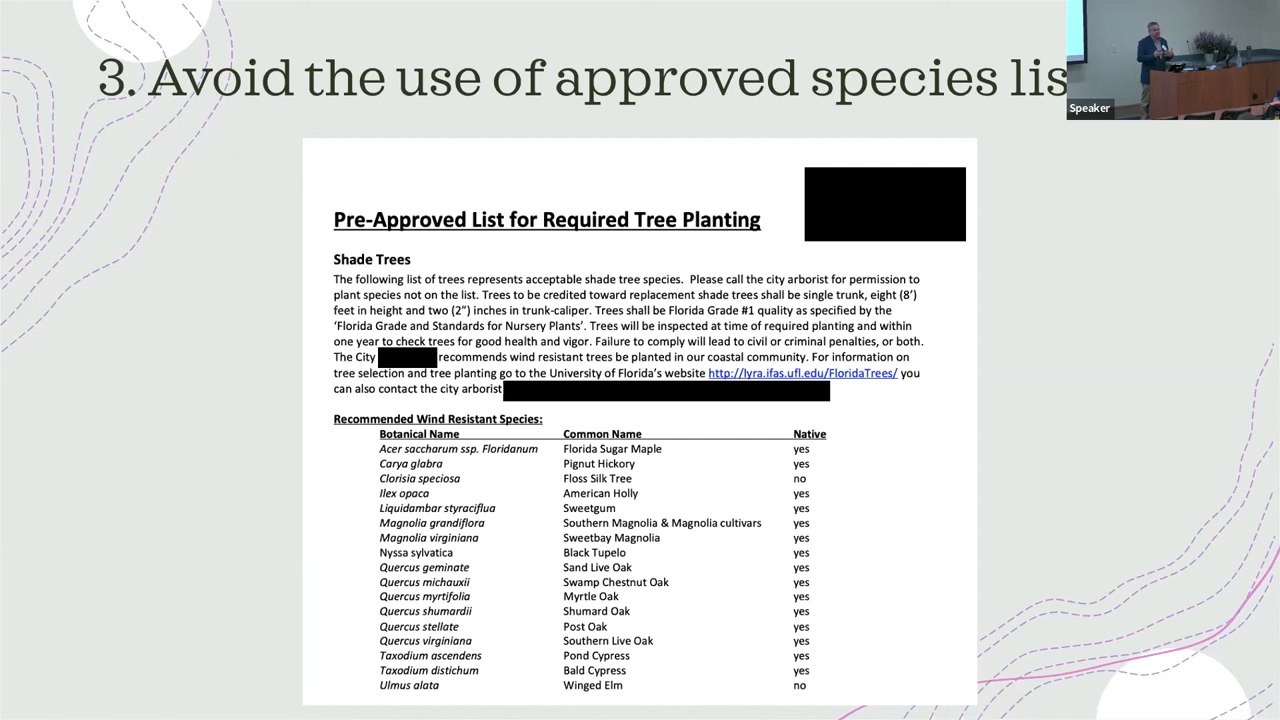 3. Avoid the use of approved species lis
Speaker
Pre-Approved List for Required Tree Planting
Shade Trees
The following list of trees represents acceptable shade tree species. Please call the city arborist for permission to
plant species not on the list. Trees to be credited toward replacement shade trees shall be single trunk, eight (8’)
feet in height and two (2”) inches in trunk-caliper. Trees shall be Florida Grade #1 quality as specified by the
‘Florida Grade and Standards for Nursery Plants’. Trees will be inspected at time of required planting and within
one year to check trees for good health and vigor. Failure to comply will lead to civil or criminal penalties, or both.
The City recommends wind resistant trees be planted in our coastal community. For information on
tree selection and tree planting go to the University of Florida’s website http://lyra.ifas.ufl.edu/FloridaTrees/ you
can also contact the city arborist
Recommended Wind Resistant Species:
Botanical Name Common Name Native
Acer saccharum ssp. Floridanum Florida Sugar Maple yes
Carya glabra Pignut Hickory yes
Clorisia speciosa Floss Silk Tree no
Ilex opaca American Holly yes
Liquidambar styraciflua Sweetgum yes
Magnolia grandiflora Southern Magnolia & Magnolia cultivars yes
Magnolia virginiana Sweetbay Magnolia yes
Nyssa sylvatica Black Tupelo yes
Quercus geminate Sand Live Oak yes
Quercus michauxii Swamp Chestnut Oak yes
Quercus myrtifolia Myrtle Oak yes
Quercus shumardii Shumard Oak yes
Quercus stellate Post Oak yes
Quercus virginiana Southern Live Oak yes
Taxodium ascendens Pond Cypress yes
Taxodium distichum Bald Cypress yes
Ulmus alata Winged Elm no